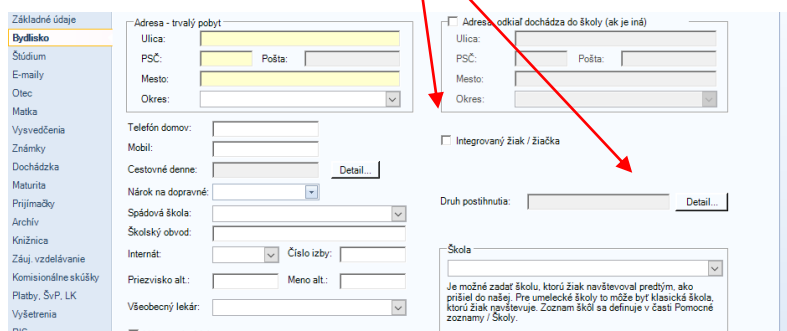 Základné údaje
Bydlisko
Štúdium
E-maily
Otec
Matka
Vysvedčenia
Známky
Dochádzka
Maturita
Prijímačky
Archív
Knižnica
Záuj. vzdelávanie
Komisionálne skúšky
Platby, ŠvP, LK
Vyšetrenia
Adresa - trvalý pobyt
Ulica:
PSČ: Pošta:
Mesto:
Okres:
Telefón domov:
Mobil:
Cestovné denne: Detail...
Nárok na dopravné:
Spádová škola:
Školský obvod:
Internát: Číslo izby:
Priezvisko alt.: Meno alt.:
Všeobecný lekár:
Adresa, odkiaľ dochádza do školy (ak je iná)
Ulica:
PSČ: Pošta:
Mesto:
Okres:
Integrovaný žiak / žiačka
Druh postihnutia: Detail...
Škola
Je možné zadať školu, ktorú žiak navštevoval predtým, ako
prišiel do našej. Pre umelecké školy to môže byť klasická škola,
ktorú žiak navštevuje. Zoznam škôl sa definuje v časti Pomocné
zoznamy / Školy.